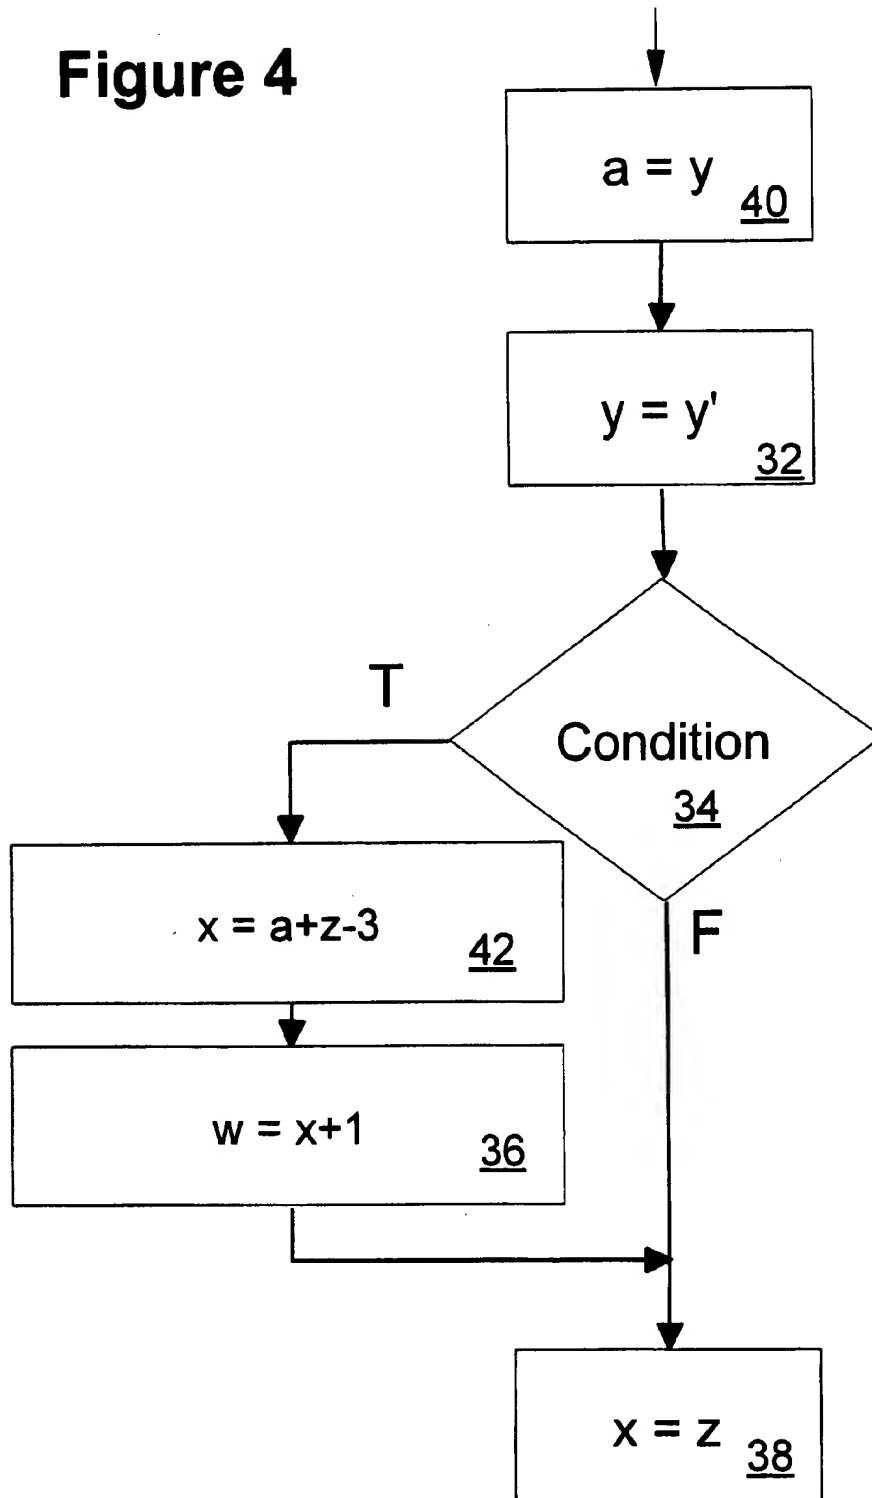 Figure 4
a = y
40
y = y'
32
T
Condition
34
F
x = a+z-3
42
w = x+1
36
x = z
38